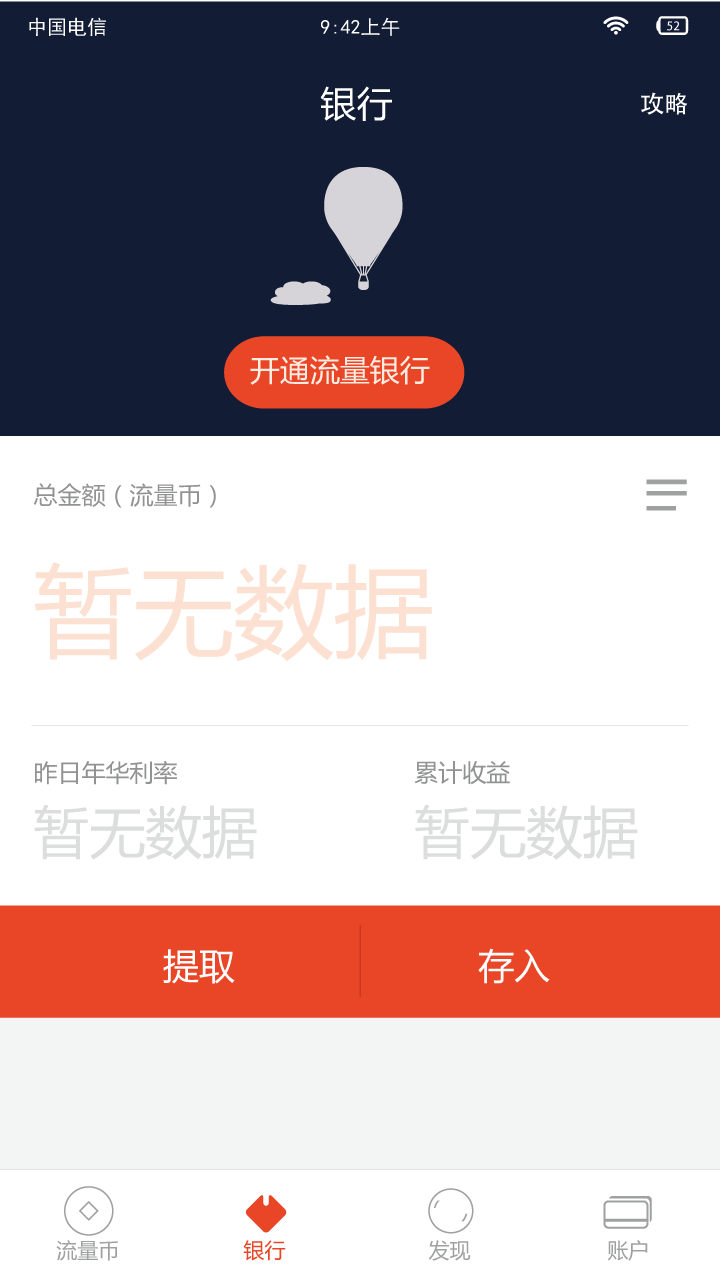 中国电信 9:42上午 52
银行 攻略
开通流量银行
总金额（流量币）
暂无数据
昨日年华利率 累计收益
暂无数据 暂无数据
提取 存入
流量币 银行 发现 账户